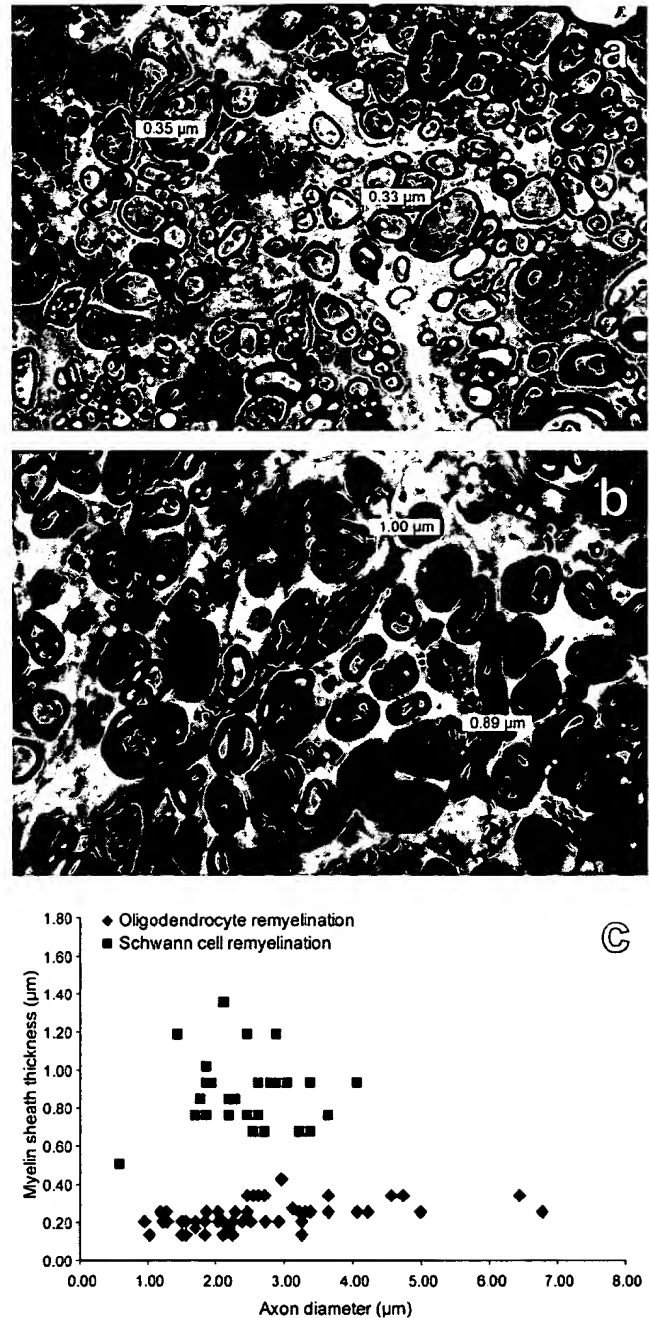 a
0.35 µm
0.33 µm
b
1.00 µm
0.89 µm
C
Oligodendrocyte remyelination
Schwann cell remyelination
Myelin sheath thickness (µm)
1.80
1.60
1.40
1.20
1.00
0.80
0.60
0.40
0.20
0.00
0.00 1.00 2.00 3.00 4.00 5.00 6.00 7.00 8.00
Axon diameter (µm)